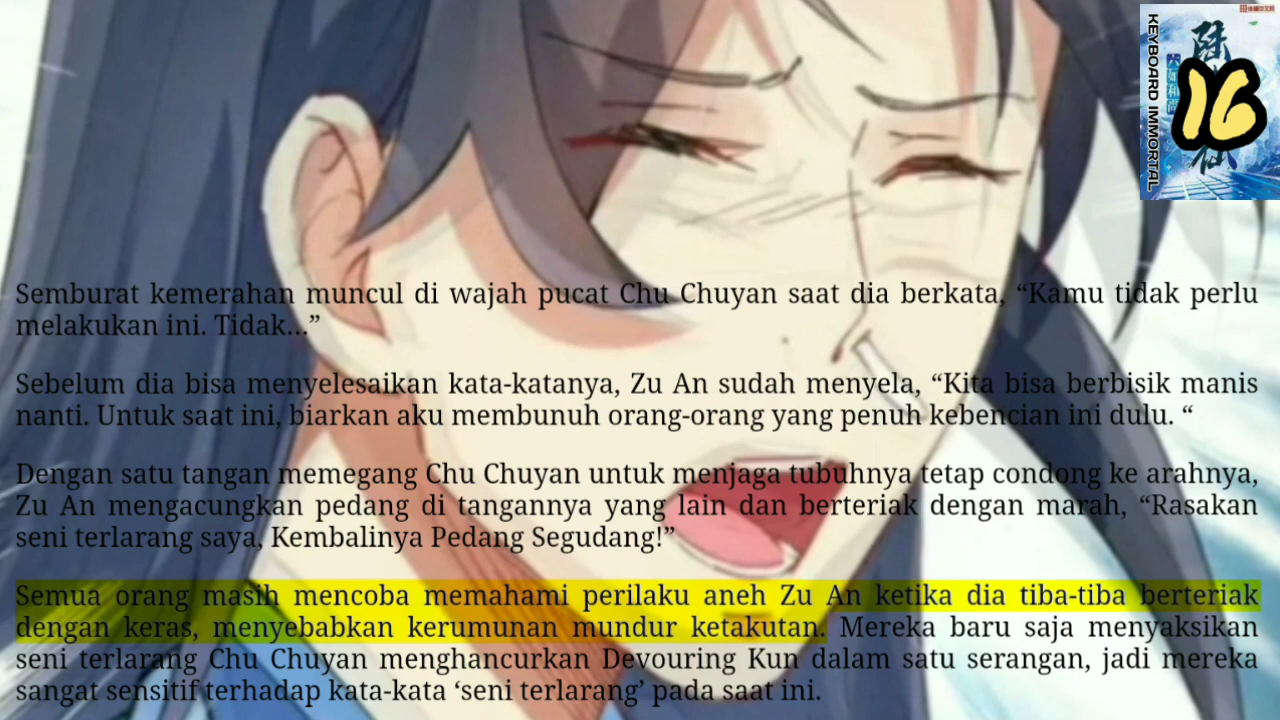 KEYBOARD IMMORTAL
16
Semburat kemerahan muncul di wajah pucat Chu Chuyan saat dia berkata, “Kamu tidak perlu
melakukan ini. Tidak...”
Sebelum dia bisa menyelesaikan kata-katanya, Zu An sudah menyela, “Kita bisa berbisik manis
nanti. Untuk saat ini, biarkan aku membunuh orang-orang yang penuh kebencian ini dulu. “
Dengan satu tangan memegang Chu Chuyan untuk menjaga tubuhnya tetap condong ke arahnya,
Zu An mengacungkan pedang di tangannya yang lain dan berteriak dengan marah, “Rasakan
seni terlarang saya, Kembalinya Pedang Segudang!”
Semua orang masih mencoba memahami perilaku aneh Zu An ketika dia tiba-tiba berteriak
dengan keras, menyebabkan kerumunan mundur ketakutan. Mereka baru saja menyaksikan
seni terlarang Chu Chuyan menghancurkan Devouring Kun dalam satu serangan, jadi mereka
sangat sensitif terhadap kata-kata ‘seni terlarang’ pada saat ini.